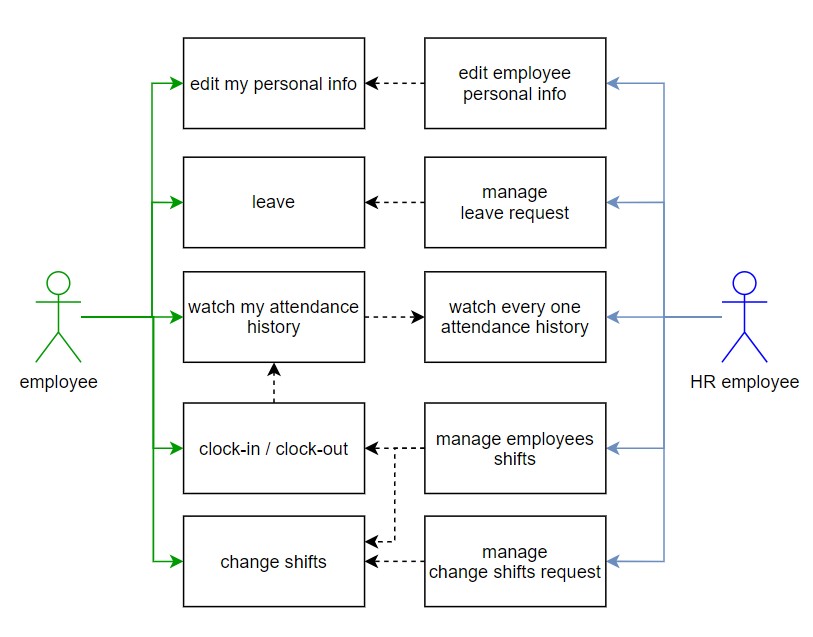 edit my personal info
edit employee
personal info
leave
manage
leave request
watch my attendance
history
watch every one
attendance history
employee
HR employee
clock-in / clock-out
manage employees
shifts
change shifts
manage
change shifts request